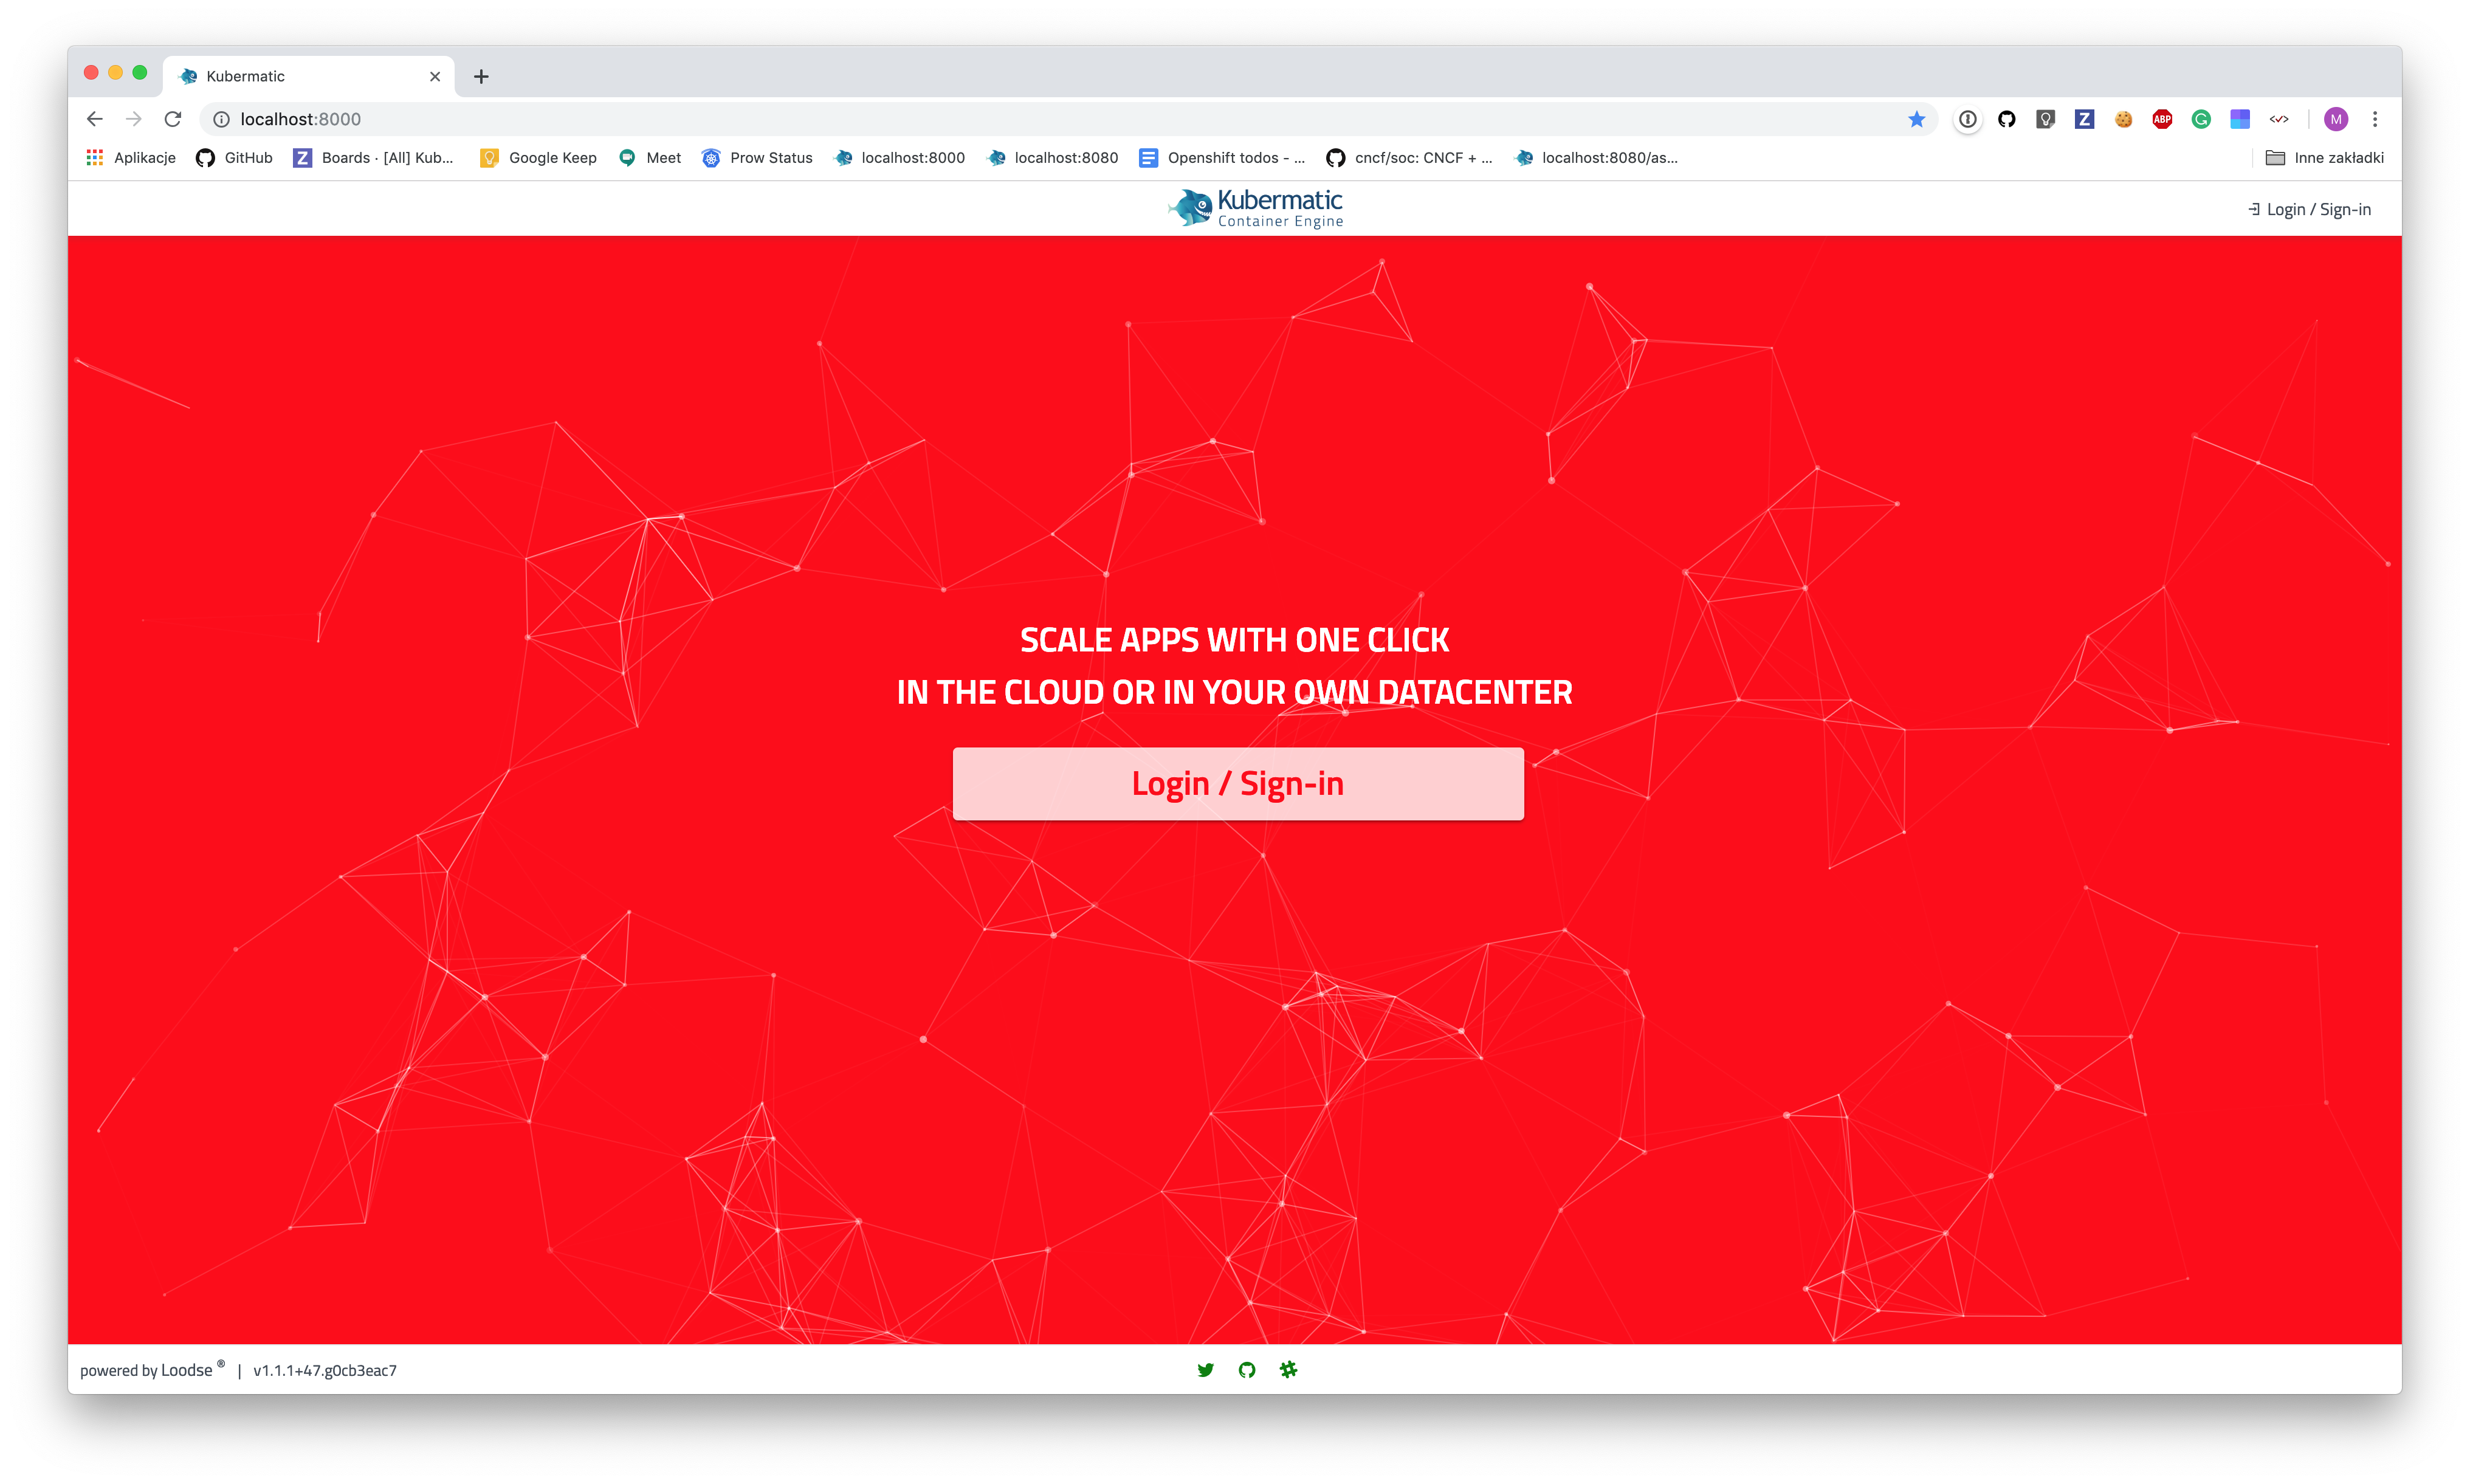 Kubermatic
localhost:8000
ABP
M
Aplikacje GitHub Boards · [All] Kub... Google Keep Meet Prow Status localhost:8000 localhost:8080 Openshift todos - ... cncf/soc: CNCF + ... localhost:8080/as... Inne zakładki
Kubermatic
Container Engine
Login / Sign-in
SCALE APPS WITH ONE CLICK
IN THE CLOUD OR IN YOUR OWN DATACENTER
Login / Sign-in
powered by Loodse ® | v1.1.1+47.g0cb3eac7